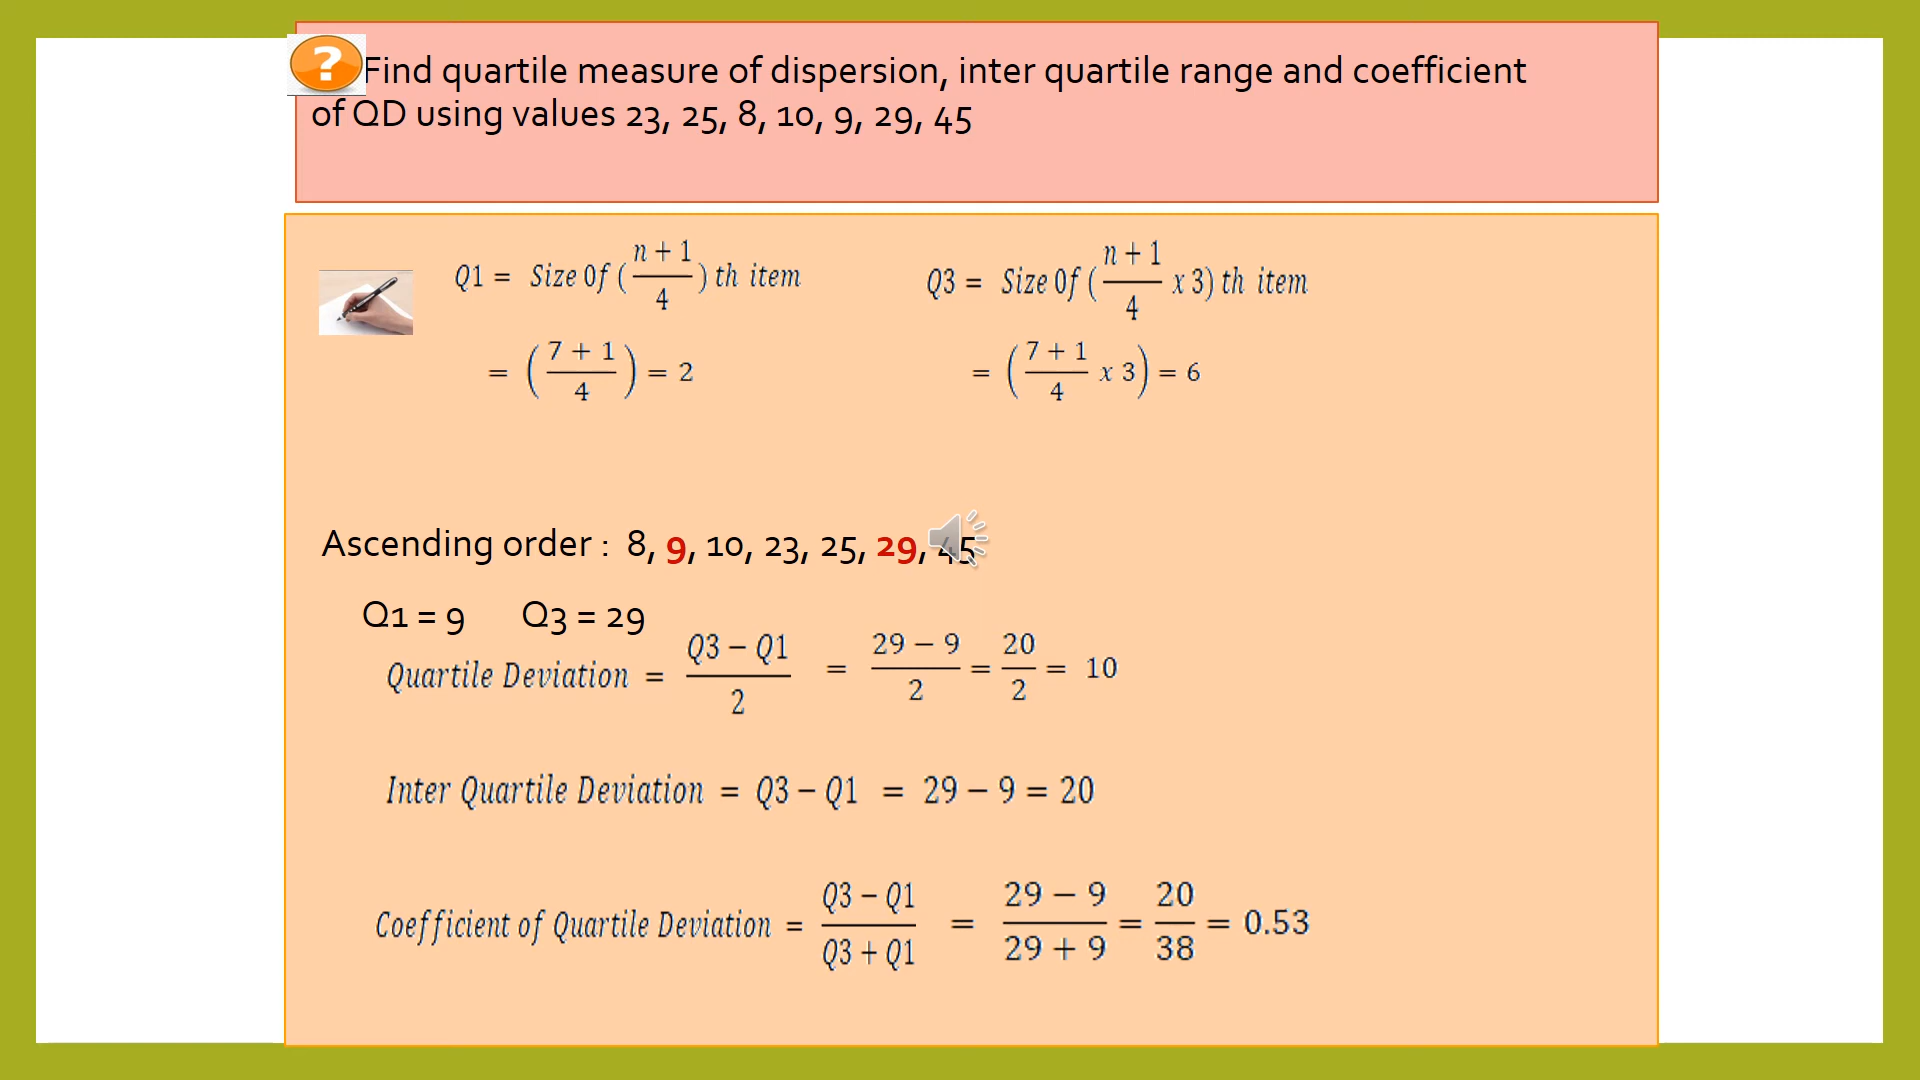 ?
Find quartile measure of dispersion, inter quartile range and coefficient
of QD using values 23, 25, 8, 10, 9, 29, 45
Q1 = Size Of ( (n + 1)/4 ) th item
Q3 = Size Of ( (n + 1)/4 x 3) th item
= ( (7 + 1)/4 ) = 2
= ( (7 + 1)/4 x 3 ) = 6
Ascending order : 8, 9, 10, 23, 25, 29, 45
Q1 = 9 Q3 = 29
Quartile Deviation = (Q3 − Q1)/2 = (29 − 9)/2 = 20/2 = 10
Inter Quartile Deviation = Q3 − Q1 = 29 − 9 = 20
Coefficient of Quartile Deviation = (Q3 − Q1)/(Q3 + Q1) = (29 − 9)/(29 + 9) = 20/38 = 0.53